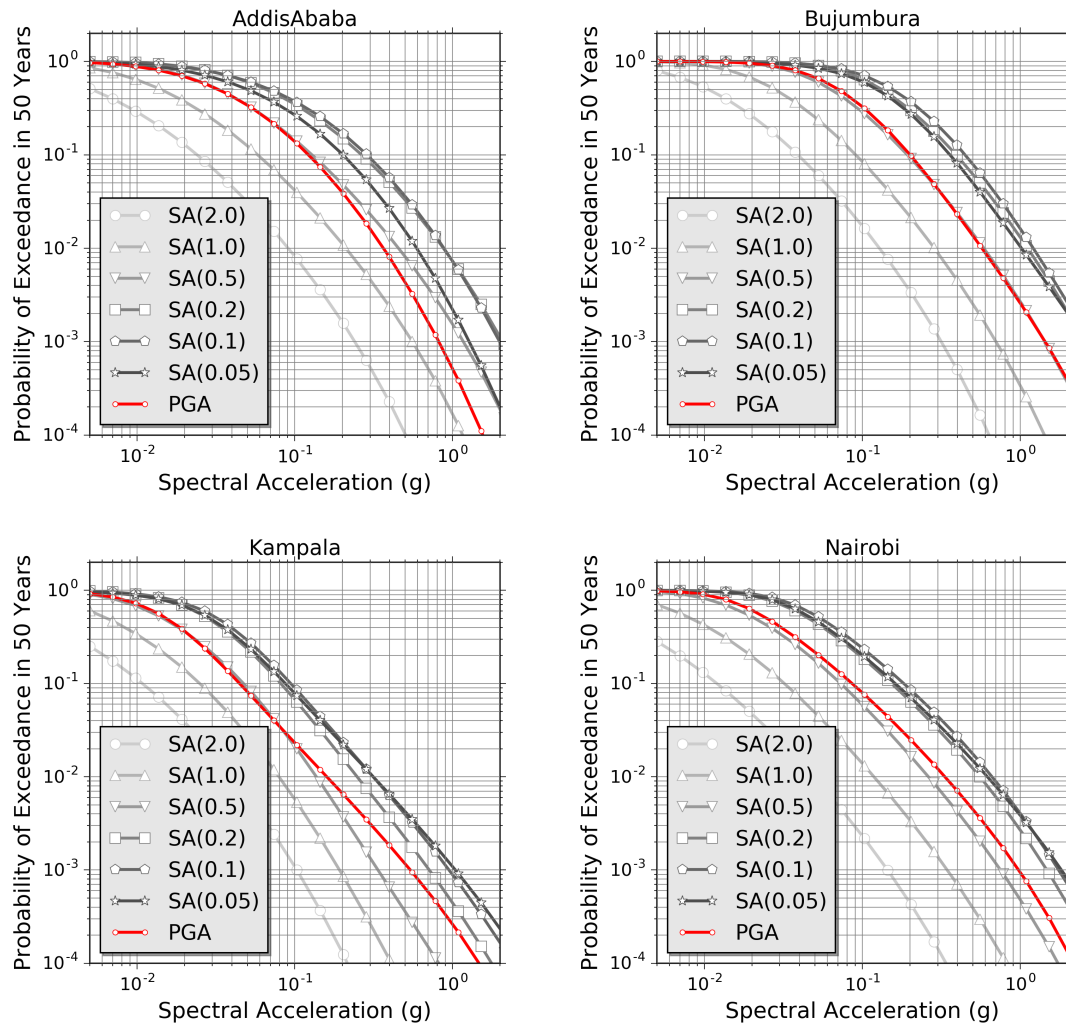 AddisAbaba
Probability of Exceedance in 50 Years
10^0
10^-1
10^-2
10^-3
10^-4
SA(2.0)
SA(1.0)
SA(0.5)
SA(0.2)
SA(0.1)
SA(0.05)
PGA
10^-2 10^-1 10^0
Spectral Acceleration (g)
Bujumbura
Probability of Exceedance in 50 Years
10^0
10^-1
10^-2
10^-3
10^-4
SA(2.0)
SA(1.0)
SA(0.5)
SA(0.2)
SA(0.1)
SA(0.05)
PGA
10^-2 10^-1 10^0
Spectral Acceleration (g)
Kampala
Probability of Exceedance in 50 Years
10^0
10^-1
10^-2
10^-3
10^-4
SA(2.0)
SA(1.0)
SA(0.5)
SA(0.2)
SA(0.1)
SA(0.05)
PGA
10^-2 10^-1 10^0
Spectral Acceleration (g)
Nairobi
Probability of Exceedance in 50 Years
10^0
10^-1
10^-2
10^-3
10^-4
SA(2.0)
SA(1.0)
SA(0.5)
SA(0.2)
SA(0.1)
SA(0.05)
PGA
10^-2 10^-1 10^0
Spectral Acceleration (g)